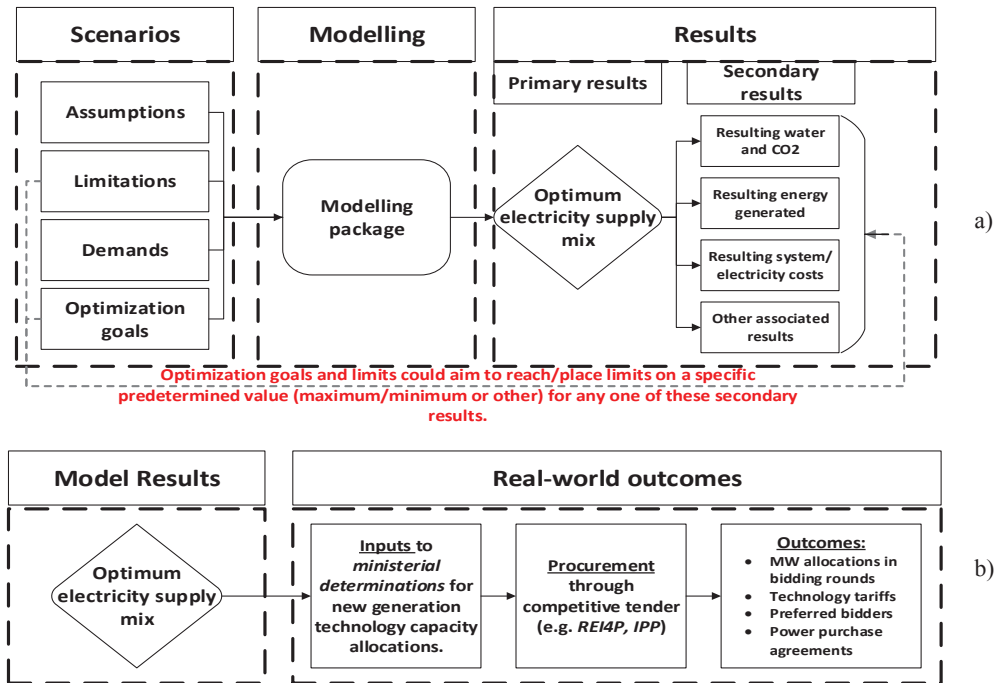 Scenarios
Modelling
Results
Primary results
Secondary
results
Assumptions
Limitations
Demands
Optimization
goals
Modelling
package
Optimum
electricity supply
mix
Resulting water
and CO2
Resulting energy
generated
Resulting system/
electricity costs
Other associated
results
a)
Optimization goals and limits could aim to reach/place limits on a specific
predetermined value (maximum/minimum or other) for any one of these secondary
results.
Model Results
Real-world outcomes
Optimum
electricity supply
mix
Inputs to
ministerial
determinations for
new generation
technology capacity
allocations.
Procurement
through
competitive tender
(e.g. REI4P, IPP)
Outcomes:
• MW allocations in
bidding rounds
• Technology tariffs
• Preferred bidders
• Power purchase
agreements
b)